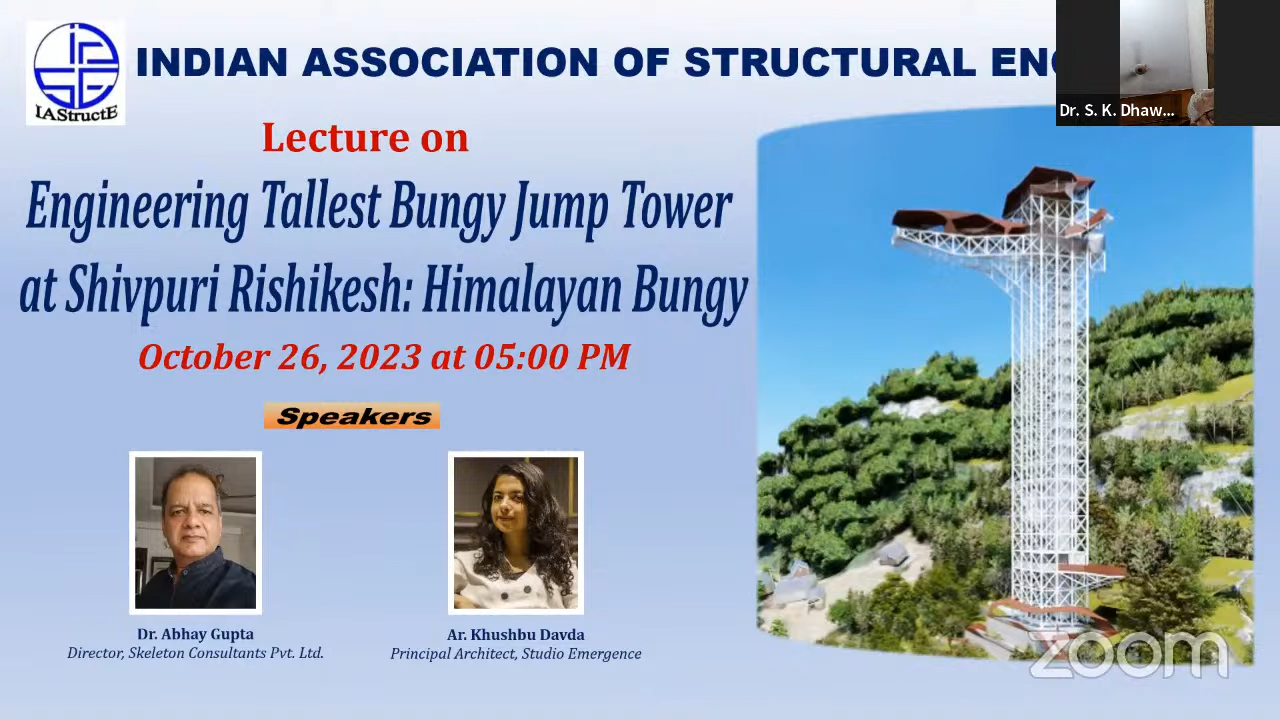 INDIAN ASSOCIATION OF STRUCTURAL
Dr. S. K. Dhaw...
IAStructE
Lecture on
Engineering Tallest Bungy Jump Tower
at Shivpuri Rishikesh: Himalayan Bungy
October 26, 2023 at 05:00 PM
Speakers
Dr. Abhay Gupta
Director, Skeleton Consultants Pvt. Ltd.
Ar. Khushbu Davda
Principal Architect, Studio Emergence
zoom